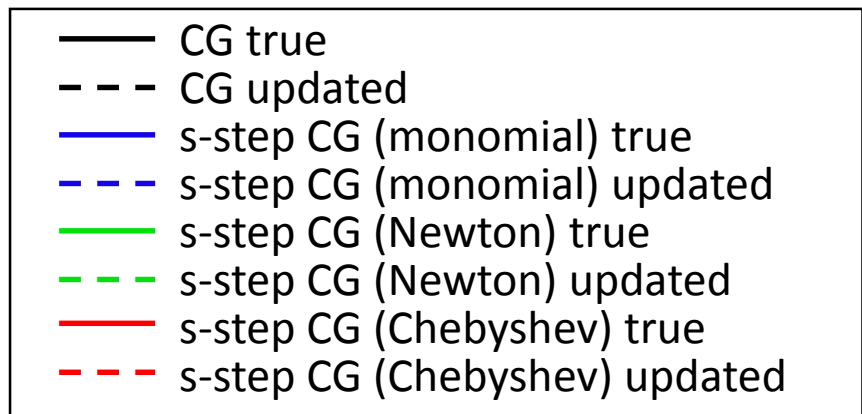 CG true
CG updated
s-step CG (monomial) true
s-step CG (monomial) updated
s-step CG (Newton) true
s-step CG (Newton) updated
s-step CG (Chebyshev) true
s-step CG (Chebyshev) updated